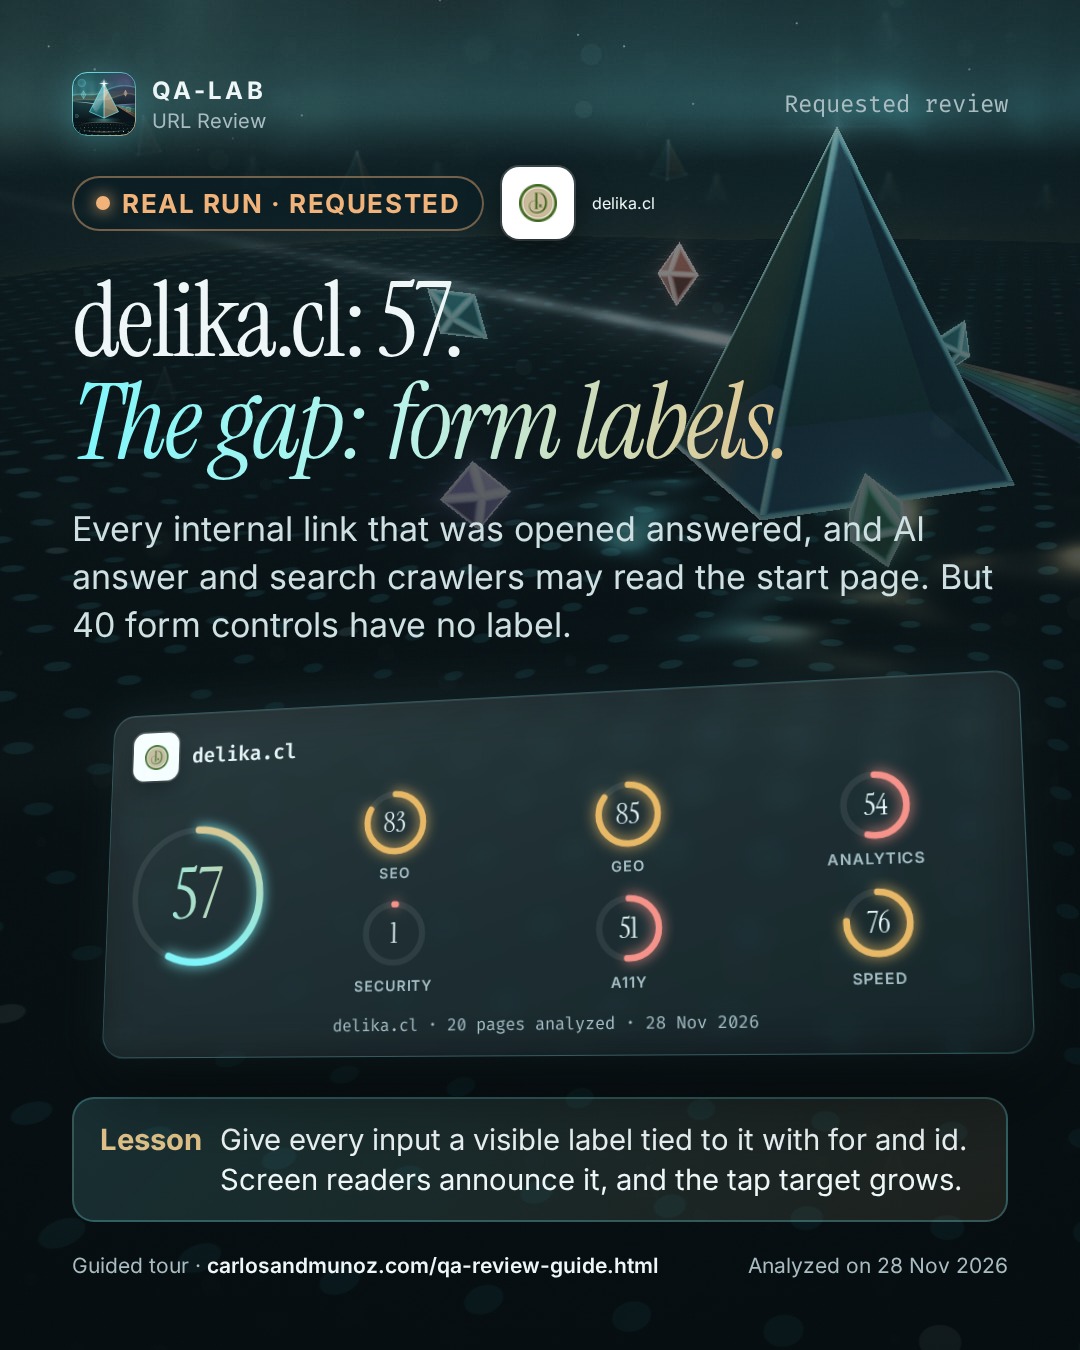 QA-LAB
URL Review
Requested review
REAL RUN · REQUESTED
delika.cl
delika.cl: 57.
The gap: form labels.
Every internal link that was opened answered, and AI
answer and search crawlers may read the start page. But
40 form controls have no label.
delika.cl
57
83
SEO
85
GEO
54
ANALYTICS
1
SECURITY
51
A11Y
76
SPEED
delika.cl · 20 pages analyzed · 28 Nov 2026
Lesson
Give every input a visible label tied to it with for and id.
Screen readers announce it, and the tap target grows.
Guided tour · carlosandmunoz.com/qa-review-guide.html
Analyzed on 28 Nov 2026